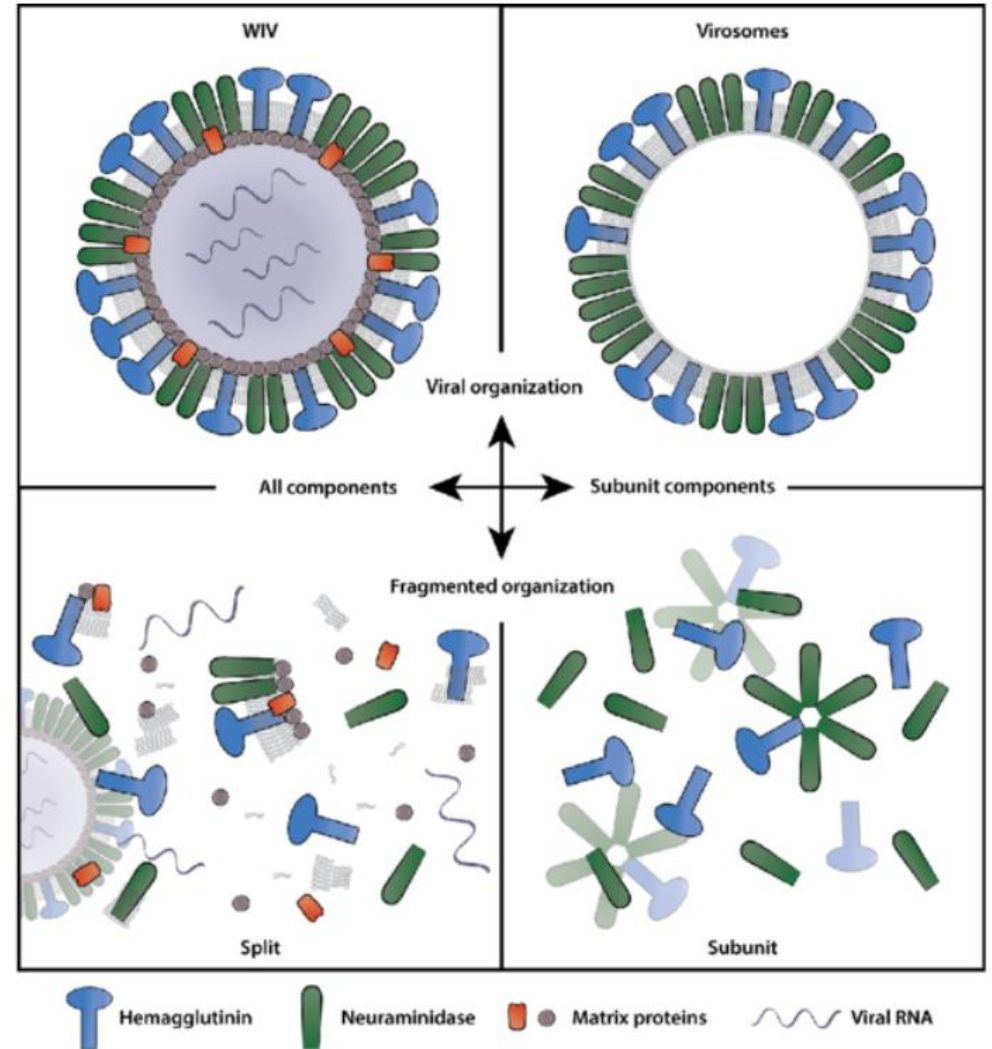 WIV
Virosomes
Viral organization
All components
Subunit components
Fragmented organization
Split
Subunit
Hemagglutinin
Neuraminidase
Matrix proteins
Viral RNA